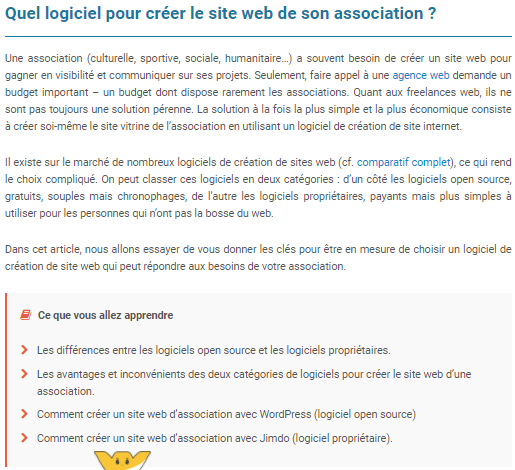 Quel logiciel pour créer le site web de son association ?
Une association (culturelle, sportive, sociale, humanitaire…) a souvent besoin de créer un site web pour
gagner en visibilité et communiquer sur ses projets. Seulement, faire appel à une agence web demande un
budget important – un budget dont dispose rarement les associations. Quant aux freelances web, ils ne
sont pas toujours une solution pérenne. La solution à la fois la plus simple et la plus économique consiste
à créer soi-même le site vitrine de l’association en utilisant un logiciel de création de site internet.
Il existe sur le marché de nombreux logiciels de création de sites web (cf. comparatif complet), ce qui rend
le choix compliqué. On peut classer ces logiciels en deux catégories : d’un côté les logiciels open source,
gratuits, souples mais chronophages, de l’autre les logiciels propriétaires, payants mais plus simples à
utiliser pour les personnes qui n’ont pas la bosse du web.
Dans cet article, nous allons essayer de vous donner les clés pour être en mesure de choisir un logiciel de
création de site web qui peut répondre aux besoins de votre association.
Ce que vous allez apprendre
Les différences entre les logiciels open source et les logiciels propriétaires.
Les avantages et inconvénients des deux catégories de logiciels pour créer le site web d’une
association.
Comment créer un site web d’association avec WordPress (logiciel open source)
Comment créer un site web d’association avec Jimdo (logiciel propriétaire).